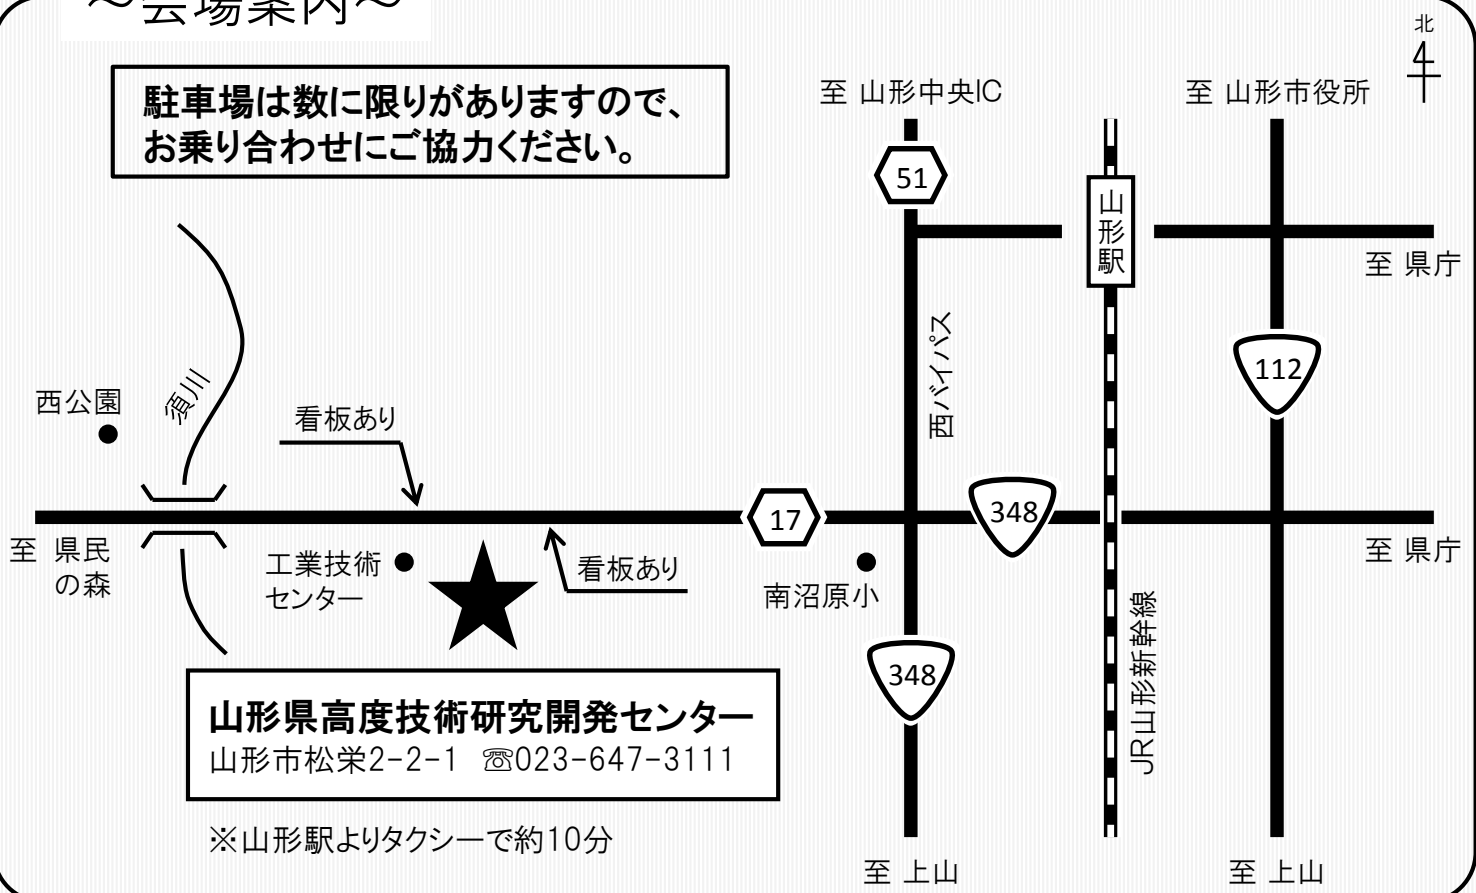 ～会場案内～
北
駐車場は数に限りがありますので、
お乗り合わせにご協力ください。
至 山形中央IC
至 山形市役所
51
山形駅
至 県庁
西バイパス
112
西公園
須川
看板あり
17
348
至 県民
の森
工業技術
センター
看板あり
南沼原小
至 県庁
348
JR山形新幹線
山形県高度技術研究開発センター
山形市松栄2-2-1 ☏023-647-3111
※山形駅よりタクシーで約10分
至 上山
至 上山